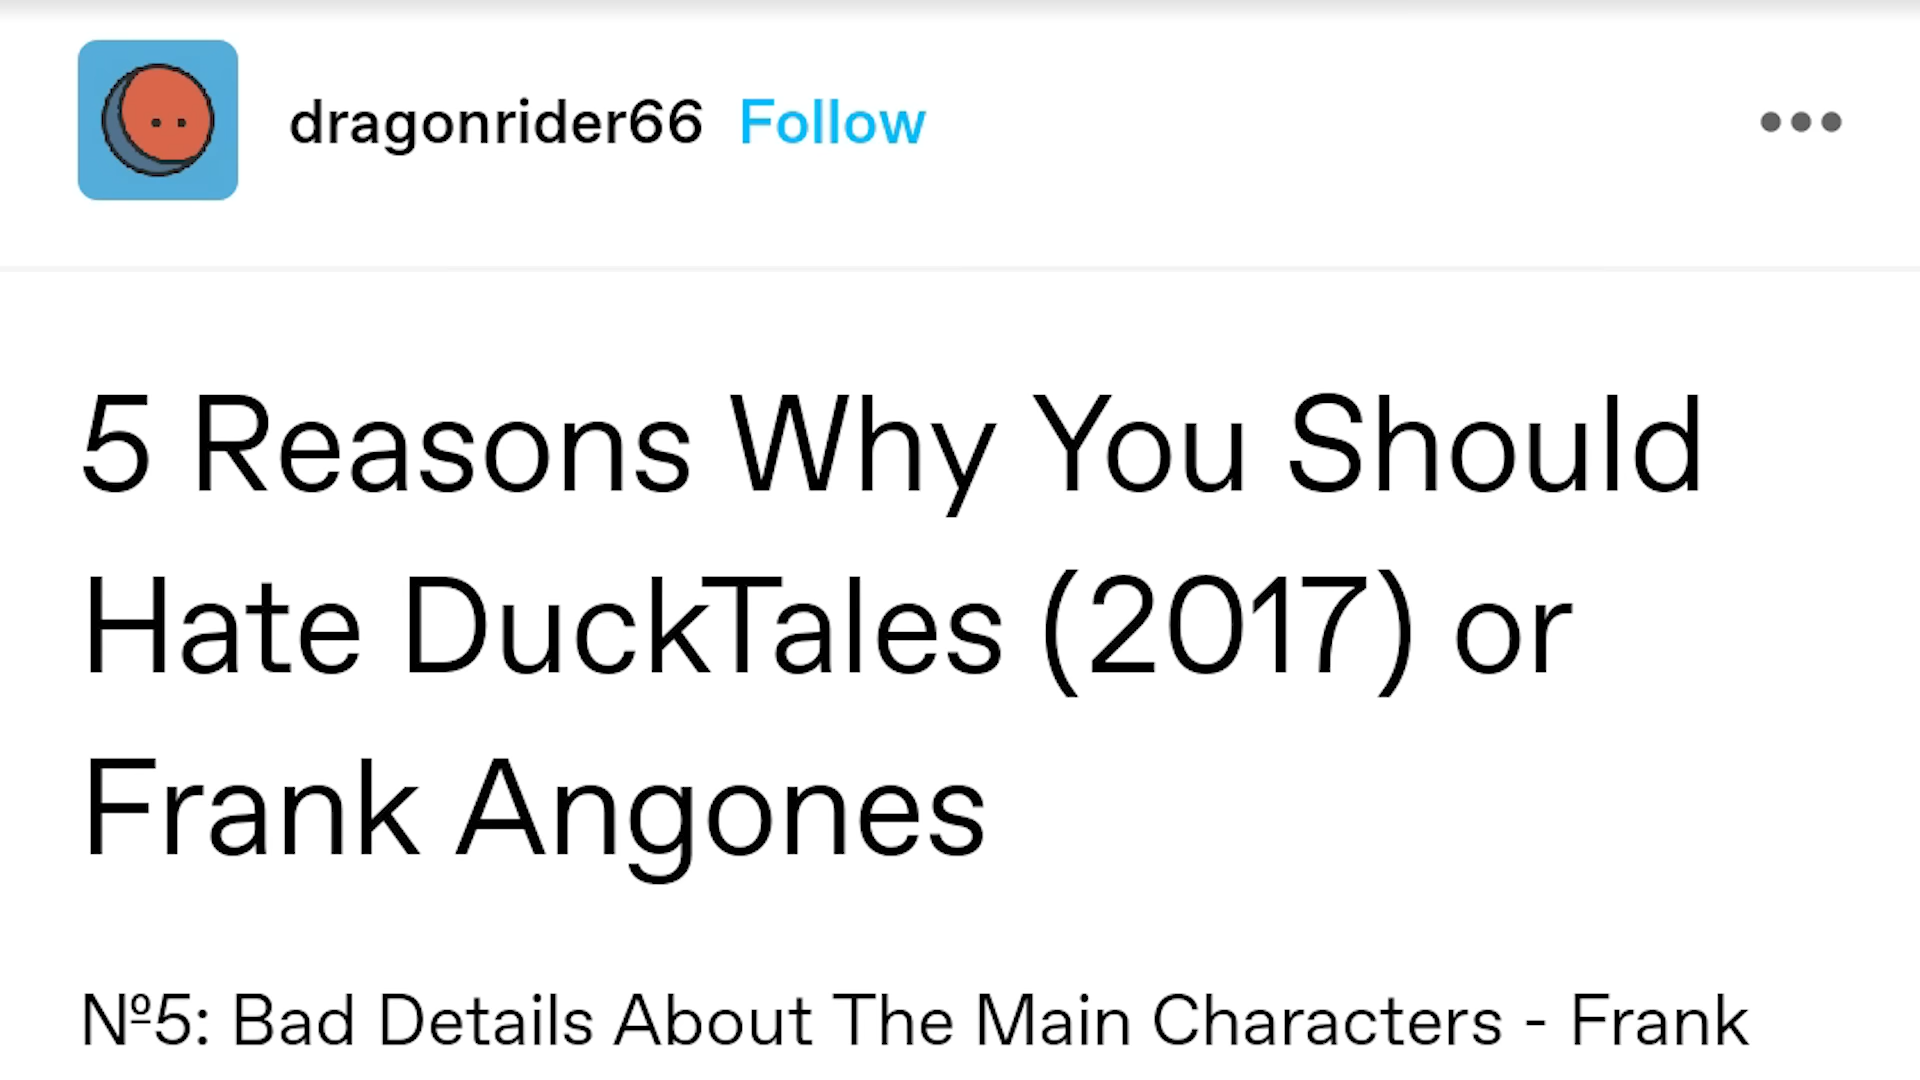 dragonrider66 Follow
5 Reasons Why You Should
Hate DuckTales (2017) or
Frank Angones
Nº5: Bad Details About The Main Characters - Frank